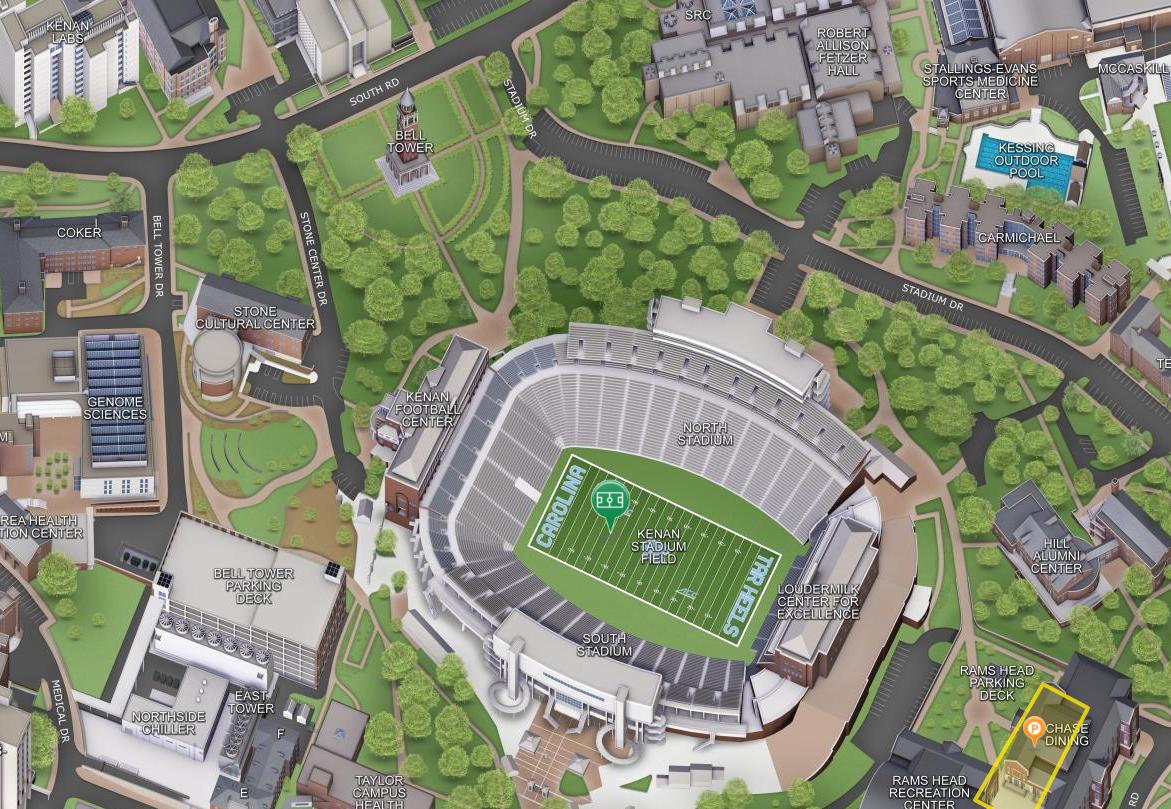 KENAN
LABS
SRC
ROBERT
ALLISON
FETZER
HALL
STALLINGS-EVANS
SPORTS MEDICINE
CENTER
MCCASKILL
SOUTH RD
STADIUM DR
BELL
TOWER
KESSING
OUTDOOR
POOL
COKER
BELL TOWER DR
STONE CENTER DR
CARMICHAEL
STADIUM DR
STONE
CULTURAL CENTER
TE
GENOME
SCIENCES
KENAN
FOOTBALL
CENTER
NORTH
STADIUM
M
CAROLINA
KENAN
STADIUM
FIELD
TAR HEELS
REA HEALTH
TION CENTER
HILL
ALUMNI
CENTER
BELL TOWER
PARKING
DECK
LOUDERMILK
CENTER FOR
EXCELLENCE
SOUTH
STADIUM
RAMS HEAD
PARKING
DECK
MEDICAL DR
EAST
TOWER
NORTHSIDE
CHILLER
F
P
CHASE
DINING
E
TAYLOR
CAMPUS
HEALTH
RAMS HEAD
RECREATION
CENTER
RD